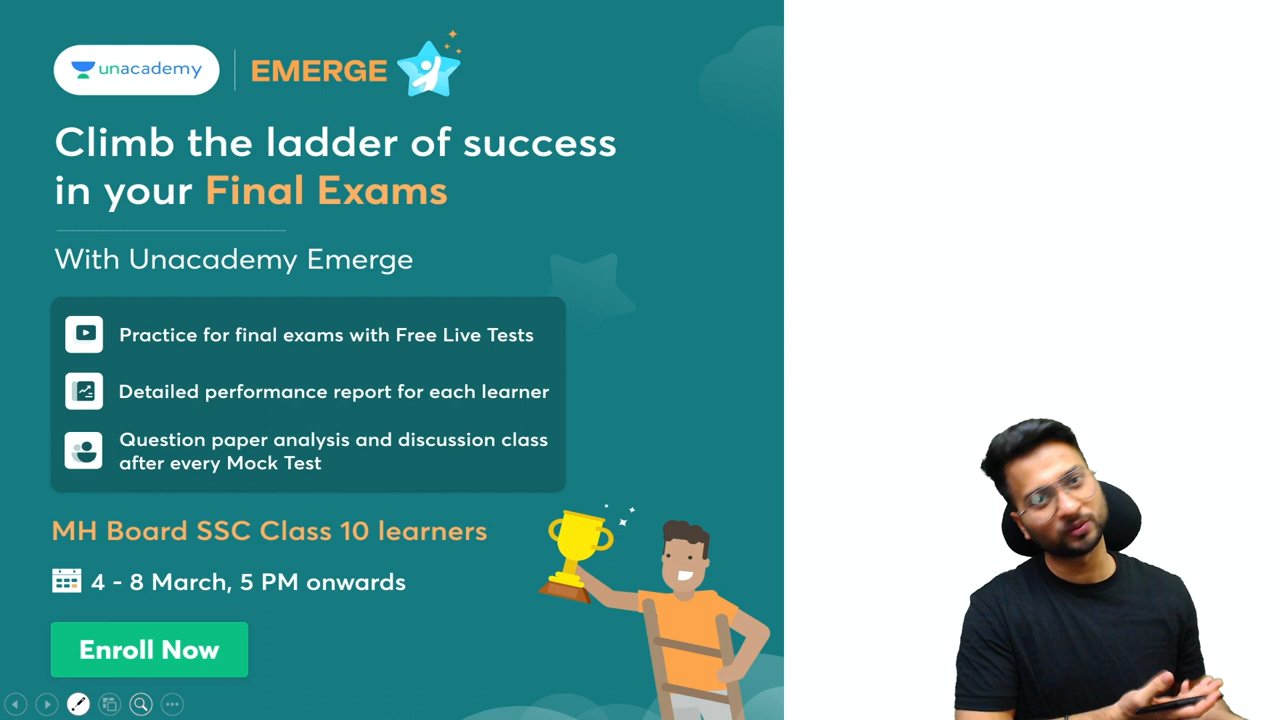 unacademy
EMERGE
Climb the ladder of success
in your Final Exams
With Unacademy Emerge
Practice for final exams with Free Live Tests
Detailed performance report for each learner
Question paper analysis and discussion class
after every Mock Test
MH Board SSC Class 10 learners
4 - 8 March, 5 PM onwards
Enroll Now